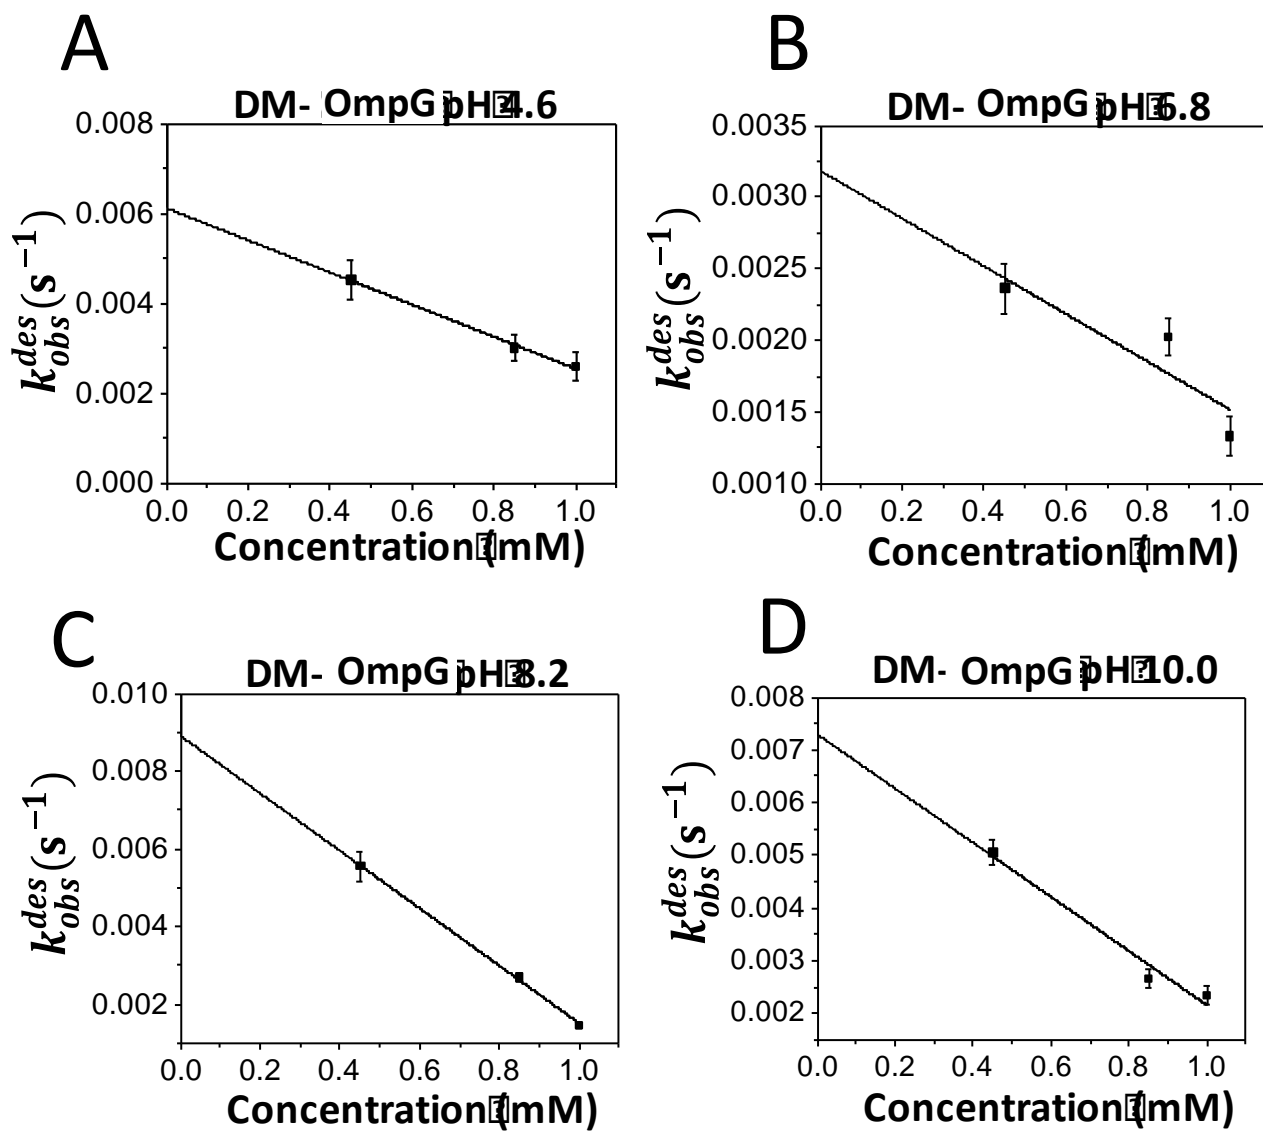 A
DM- OmpG pH 4.6
0.008
0.006
0.004
0.002
0.000
k^{des}_{obs}(s^{-1})
0.0 0.2 0.4 0.6 0.8 1.0
Concentration (mM)
B
DM- OmpG pH 6.8
0.0035
0.0030
0.0025
0.0020
0.0015
0.0010
k^{des}_{obs}(s^{-1})
0.0 0.2 0.4 0.6 0.8 1.0
Concentration (mM)
C
DM- OmpG pH 8.2
0.010
0.008
0.006
0.004
0.002
k^{des}_{obs}(s^{-1})
0.0 0.2 0.4 0.6 0.8 1.0
Concentration (mM)
D
DM- OmpG pH 10.0
0.008
0.007
0.006
0.005
0.004
0.003
0.002
k^{des}_{obs}(s^{-1})
0.0 0.2 0.4 0.6 0.8 1.0
Concentration (mM)